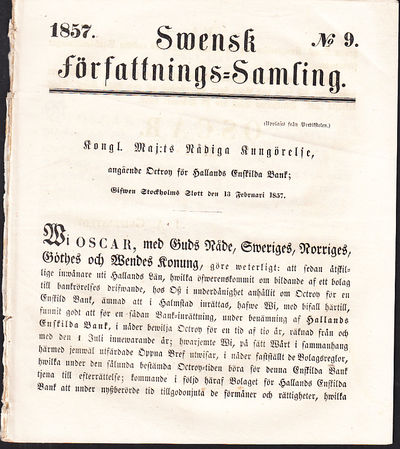 1857.
Swensk
№ 9.
Författnings=Samling.
(Upplæses från Predikstolen.)
Kongl. Maj:ts Nådiga Kungörelse,
angående Octroy för Hallands Enskilda Bank;
Gifwen Stockholms Slott den 13 Februari 1857.
Wi OSCAR, med Guds Nåde, Sweriges, Norriges,
Göthes och Wendes Konung, göre weterligt: att sedan åtskil-
lige inwånare uti Hallands Län, hwilka öfwerenskommit om bildande af ett bolag
till bankrörelses drifwande, hos Oss i underdånighet anhållit om Octroy för en
Enskild Bank, ämnad att i Halmstad inrättas, hafwe Wi, med bifall härtill,
funnit godt att för en sådan Bank-inrättning, under benämning af Hallands
Enskilda Bank, i nåder bewilja Octroy för en tid af tio år, räknad från och
med den 1 Juli innewarande år; hwarjemte Wi, på sätt Wårt i sammanhang
härmed jemwäl utfärdade Öppna Bref utwisar, i nåder fastställt de Bolagsreglor,
hwilka under den sålunda bestämda Octroy-tiden böra för denna Enskilda Bank
tjena till efterrättelse; kommande i följd häraf Bolaget för Hallands Enskilda
Bank att under nyssberörde tid tillgodonjuta de förmåner och rättigheter, hwilka